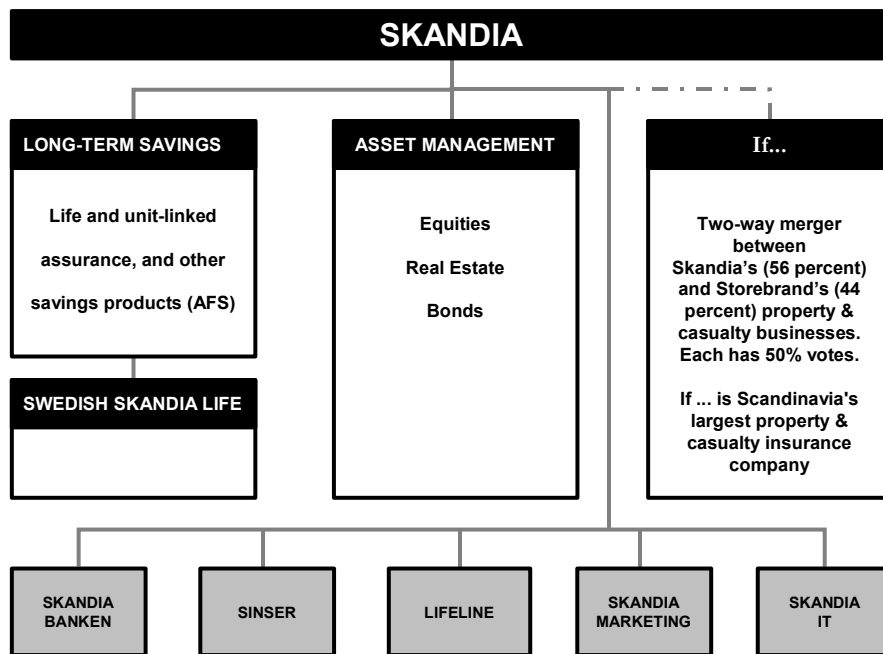 SKANDIA
LONG-TERM SAVINGS
Life and unit-linked
assurance, and other
savings products (AFS)
SWEDISH SKANDIA LIFE
ASSET MANAGEMENT
Equities
Real Estate
Bonds
If...
Two-way merger
between
Skandia’s (56 percent)
and Storebrand’s (44
percent) property &
casualty businesses.
Each has 50% votes.
If ... is Scandinavia's
largest property &
casualty insurance
company
SKANDIA
BANKEN
SINSER
LIFELINE
SKANDIA
MARKETING
SKANDIA
IT